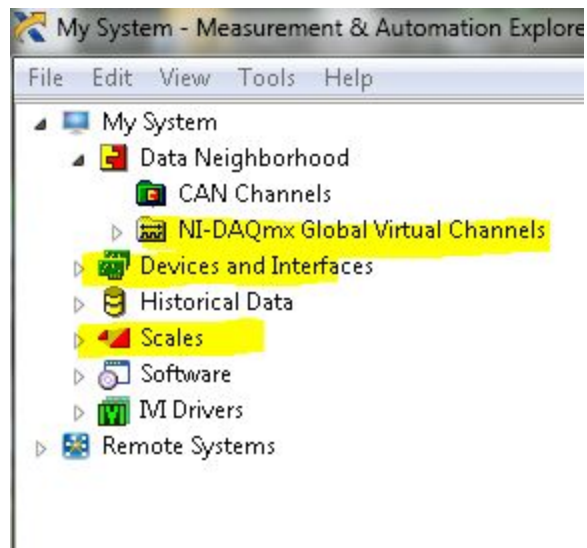 My System - Measurement & Automation Explore
File Edit View Tools Help
My System
Data Neighborhood
CAN Channels
NI-DAQmx Global Virtual Channels
Devices and Interfaces
Historical Data
Scales
Software
IVI Drivers
Remote Systems